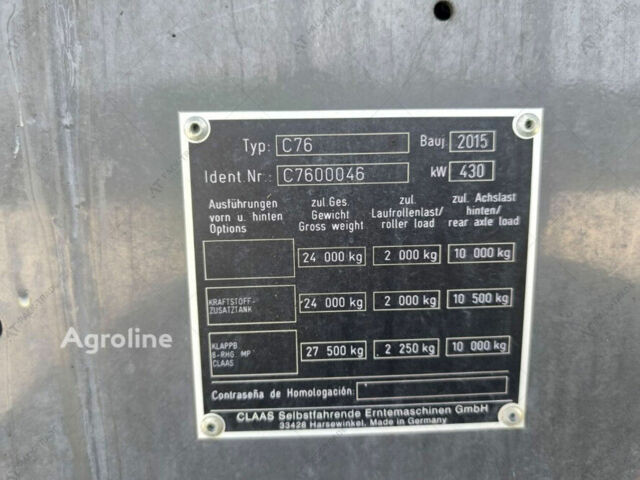 Typ: C76 Bauj. 2015
Ident.Nr.: C7600046 kW 430
Ausführungen vorn u. hinten Options
zul.Ges. Gewicht Gross weight
zul. Laufrollenlast/ roller load
zul. Achslast hinten/ rear axle load
24 000 kg 2 000 kg 10 000 kg
KRAFTSTOFF-
ZUSATZTANK
24 000 kg 2 000 kg 10 500 kg
KLAPPB
8-RHG MP
CLAAS
27 500 kg 2 250 kg 10 000 kg
Contraseña de Homologación:
CLAAS Selbstfahrende Erntemaschinen GmbH
33428 Harsewinkel, Made in Germany
Agroline